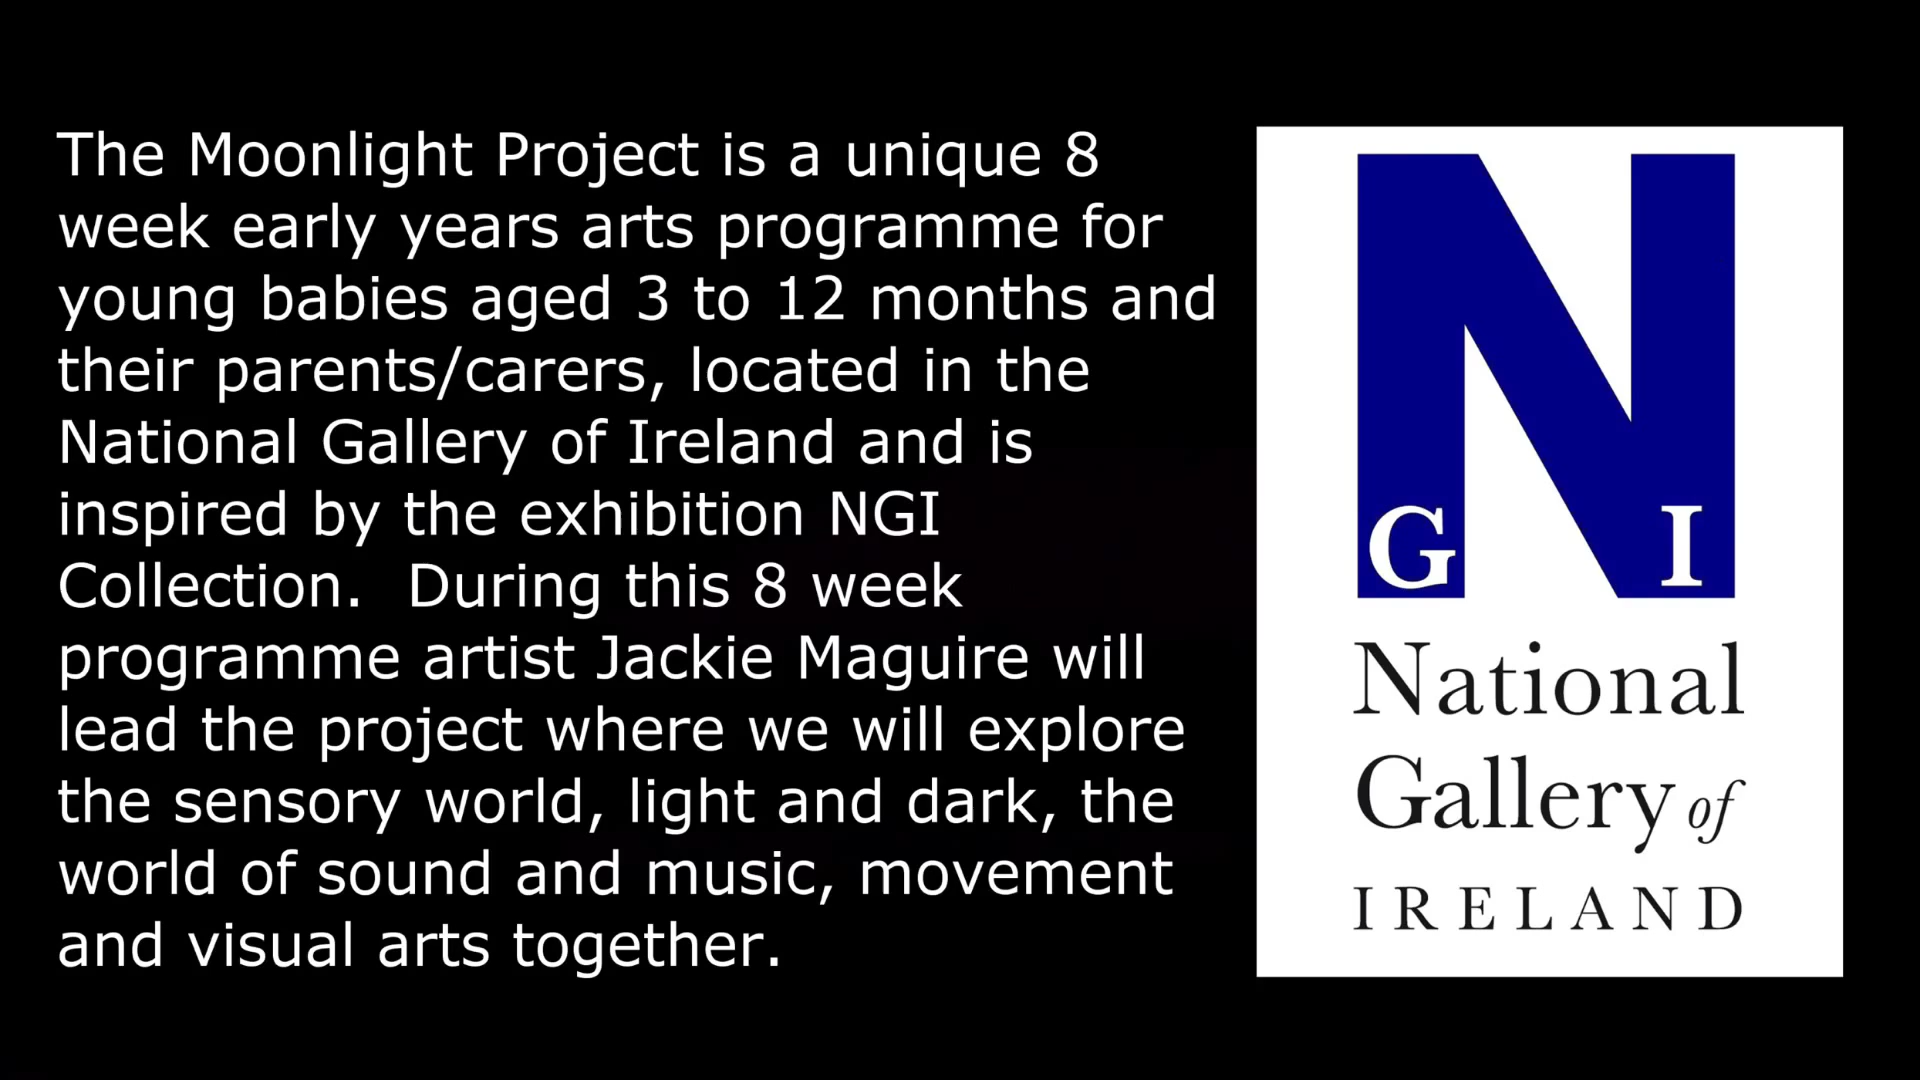 The Moonlight Project is a unique 8
week early years arts programme for
young babies aged 3 to 12 months and
their parents/carers, located in the
National Gallery of Ireland and is
inspired by the exhibition NGI
Collection.  During this 8 week
programme artist Jackie Maguire will
lead the project where we will explore
the sensory world, light and dark, the
world of sound and music, movement
and visual arts together.
N
G I
National
Gallery of
IRELAND